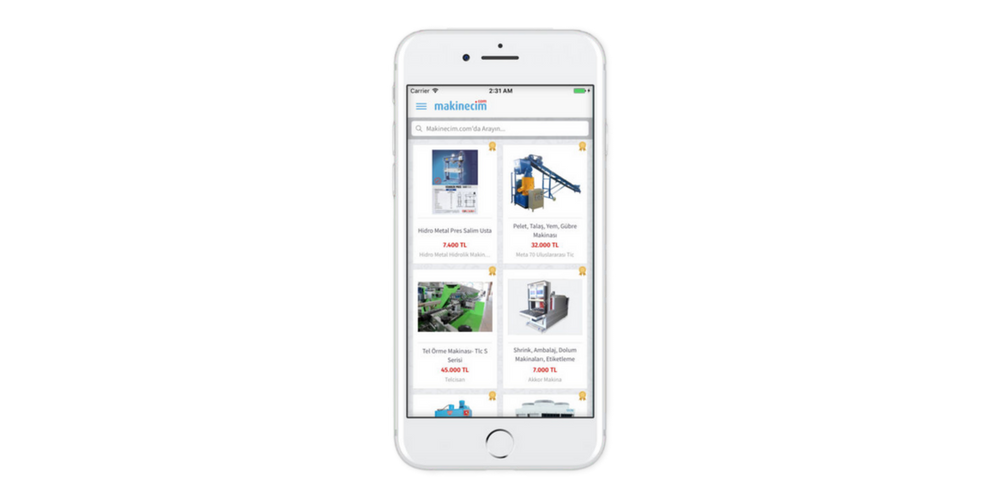 Carrier
2:31 AM
makinecim
.com
Makinecim.com'da Arayın...
Hidro Metal Pres Salim Usta
7.400 TL
Hidro Metal Hidrolik Makin...
Pelet, Talaş, Yem, Gübre
Makinası
32.000 TL
Meta 70 Uluslararası Tic
Tel Örme Makinası- Tlc S
Serisi
45.000 TL
Telcosan
Shrink, Ambalaj, Dolum
Makinaları, Etiketleme
7.000 TL
Akkor Makina